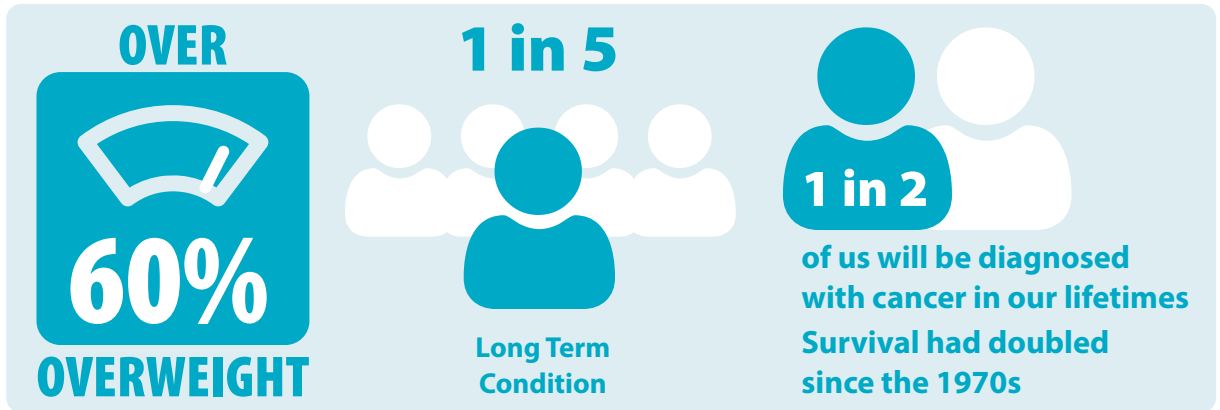 OVER
60%
OVERWEIGHT
1 in 5
Long Term
Condition
1 in 2
of us will be diagnosed
with cancer in our lifetimes
Survival had doubled
since the 1970s